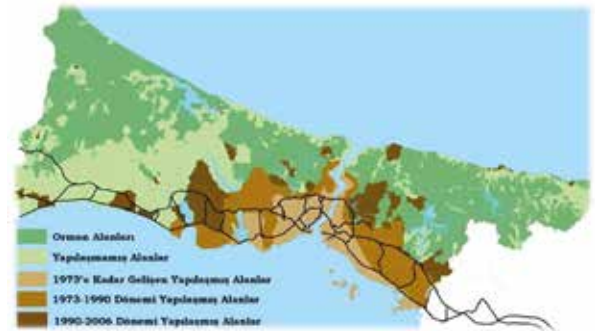 Orman Alanları
Yapılaşmamış Alanlar
1973'e Kadar Gelişen Yapılaşmış Alanlar
1973-1990 Dönemi Yapılaşmış Alanlar
1990-2006 Dönemi Yapılaşmış Alanlar